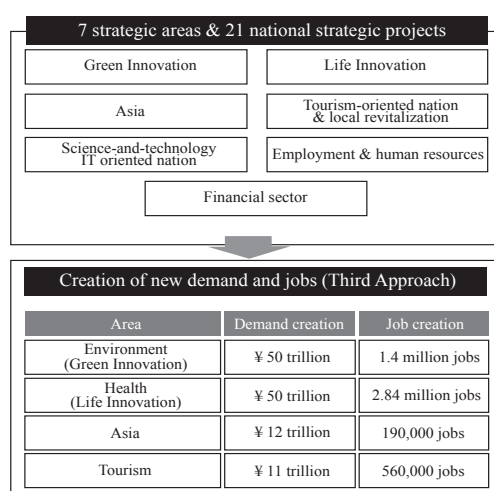 7 strategic areas & 21 national strategic projects
Green Innovation
Life Innovation
Asia
Tourism-oriented nation
& local revitalization
Science-and-technology
IT oriented nation
Employment & human resources
Financial sector
Creation of new demand and jobs (Third Approach)
Area
Demand creation
Job creation
Environment
(Green Innovation)
¥ 50 trillion
1.4 million jobs
Health
(Life Innovation)
¥ 50 trillion
2.84 million jobs
Asia
¥ 12 trillion
190,000 jobs
Tourism
¥ 11 trillion
560,000 jobs